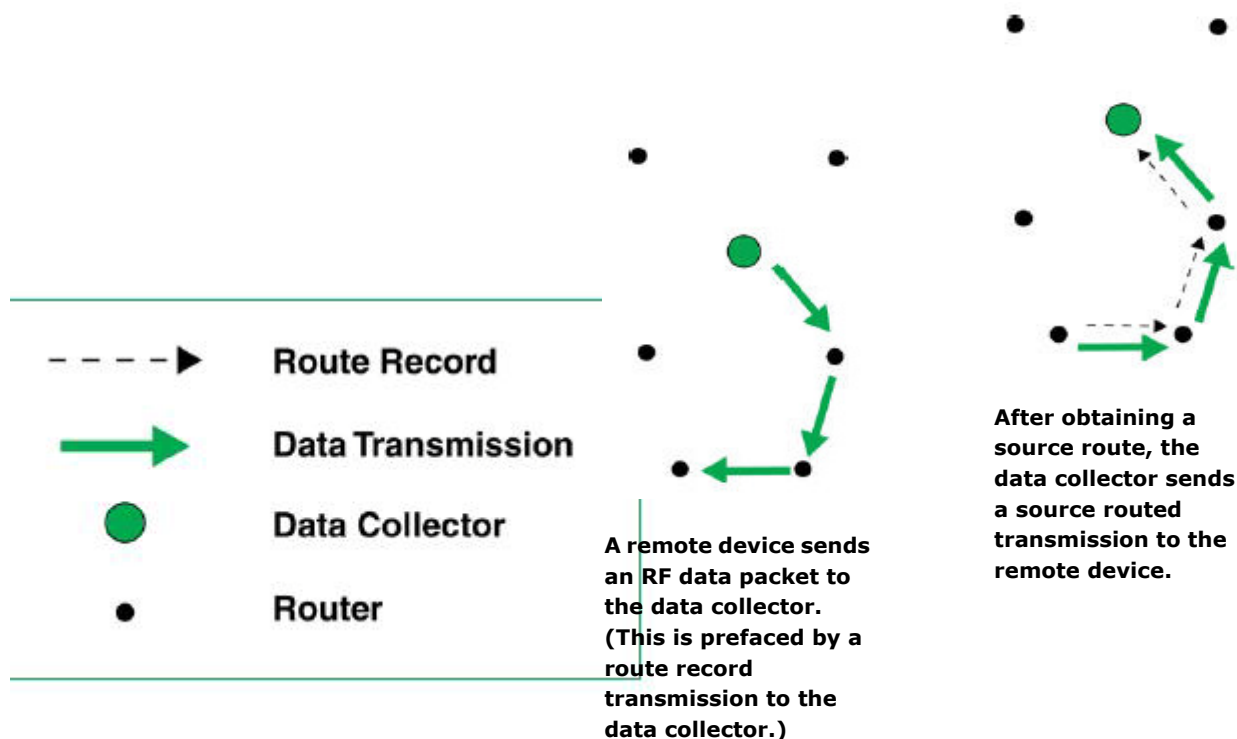 Route Record
Data Transmission
Data Collector
Router
A remote device sends
an RF data packet to
the data collector.
(This is prefaced by a
route record
transmission to the
data collector.)
After obtaining a
source route, the
data collector sends
a source routed
transmission to the
remote device.